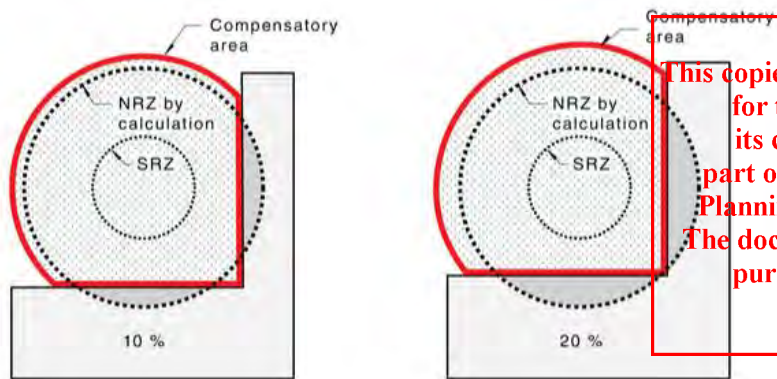 Compensatory
area
NRZ by
calculation
SRZ
10 %
Compensatory
area
NRZ by
calculation
SRZ
20 %
This copie
for t
its c
part o
Planni
The doc
pur